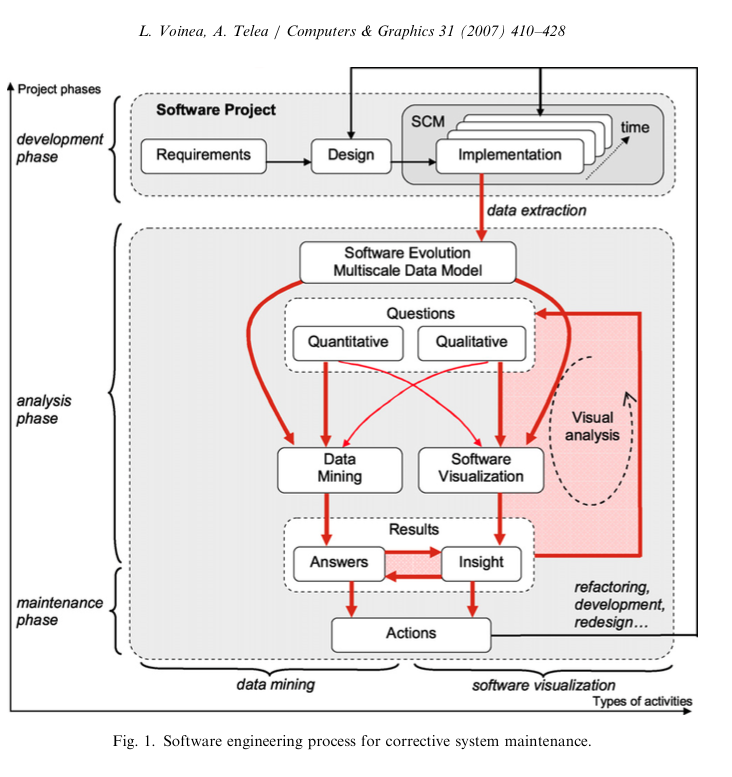 L. Voinea, A. Telea / Computers & Graphics 31 (2007) 410–428
Project phases
Software Project
development
phase
SCM
time
Requirements
Design
Implementation
data extraction
Software Evolution
Multiscale Data Model
Questions
Quantitative
Qualitative
analysis
phase
Visual
analysis
Data
Mining
Software
Visualization
Results
Answers
Insight
maintenance
phase
refactoring,
development,
redesign...
Actions
data mining
software visualization
Types of activities
Fig. 1. Software engineering process for corrective system maintenance.